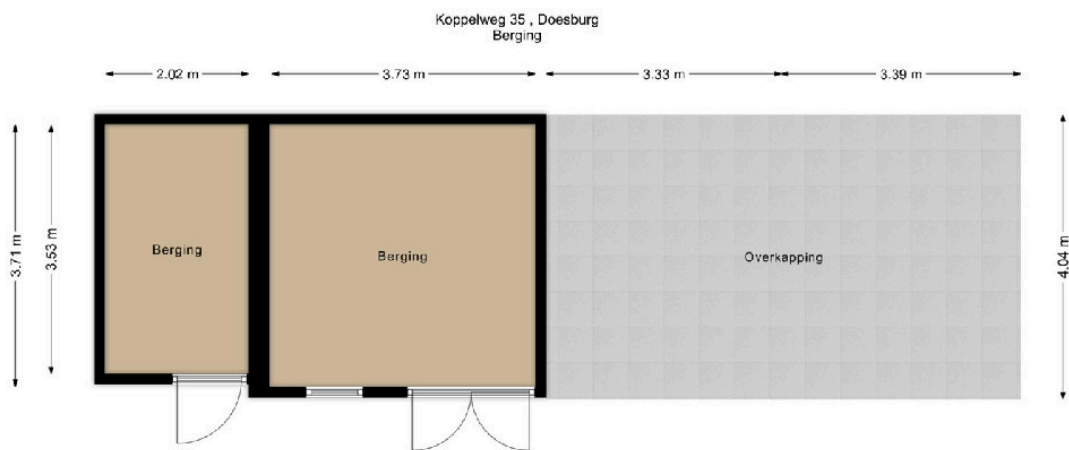 Koppelweg 35 , Doesburg
Berging
2.02 m 3.73 m 3.33 m 3.39 m
3.71 m
3.53 m
Berging
Berging
Overkapping
4.04 m